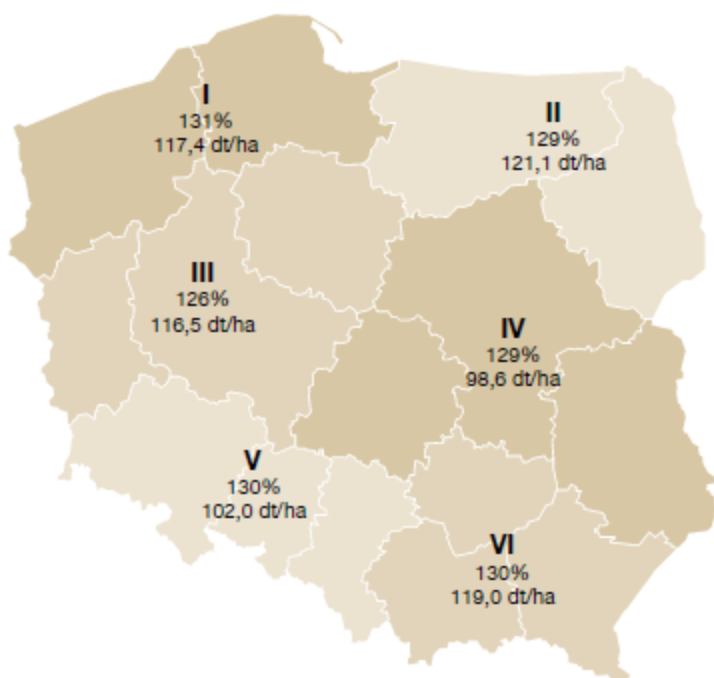 I
131%
117,4 dt/ha
II
129%
121,1 dt/ha
III
126%
116,5 dt/ha
IV
129%
98,6 dt/ha
V
130%
102,0 dt/ha
VI
130%
119,0 dt/ha